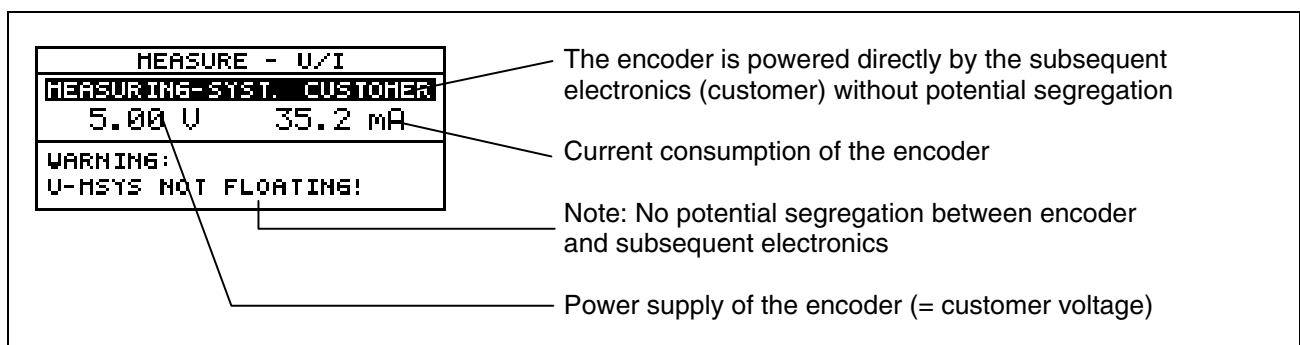 MEASURE - U/I
MEASURING-SYST. CUSTOMER
5.00 V 35.2 mA
WARNING:
U-MSYS NOT FLOATING!
The encoder is powered directly by the subsequent
electronics (customer) without potential segregation
Current consumption of the encoder
Note: No potential segregation between encoder
and subsequent electronics
Power supply of the encoder (= customer voltage)